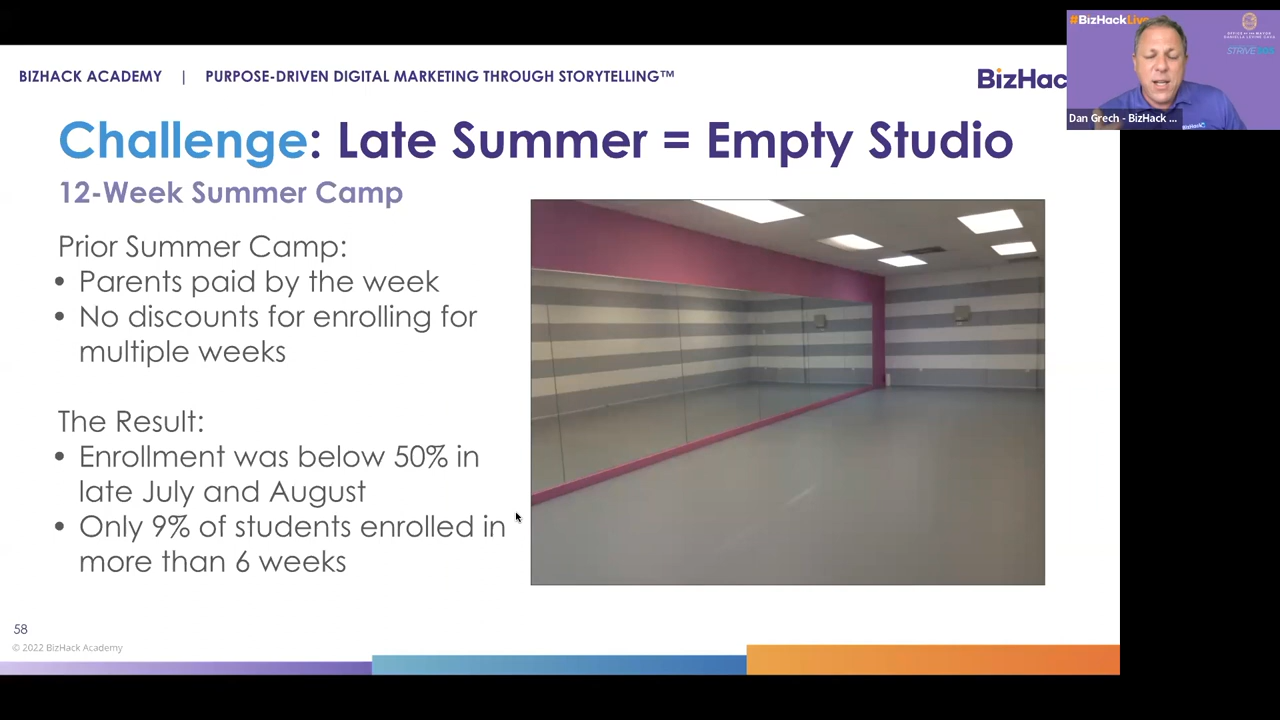 BIZHACK ACADEMY | PURPOSE-DRIVEN DIGITAL MARKETING THROUGH STORYTELLING™
BizHac
#BizHackLive
Dan Grech - BizHack ...
Challenge: Late Summer = Empty Studio
12-Week Summer Camp
Prior Summer Camp:
• Parents paid by the week
• No discounts for enrolling for
multiple weeks
The Result:
• Enrollment was below 50% in
late July and August
• Only 9% of students enrolled in
more than 6 weeks
58
© 2022 BizHack Academy